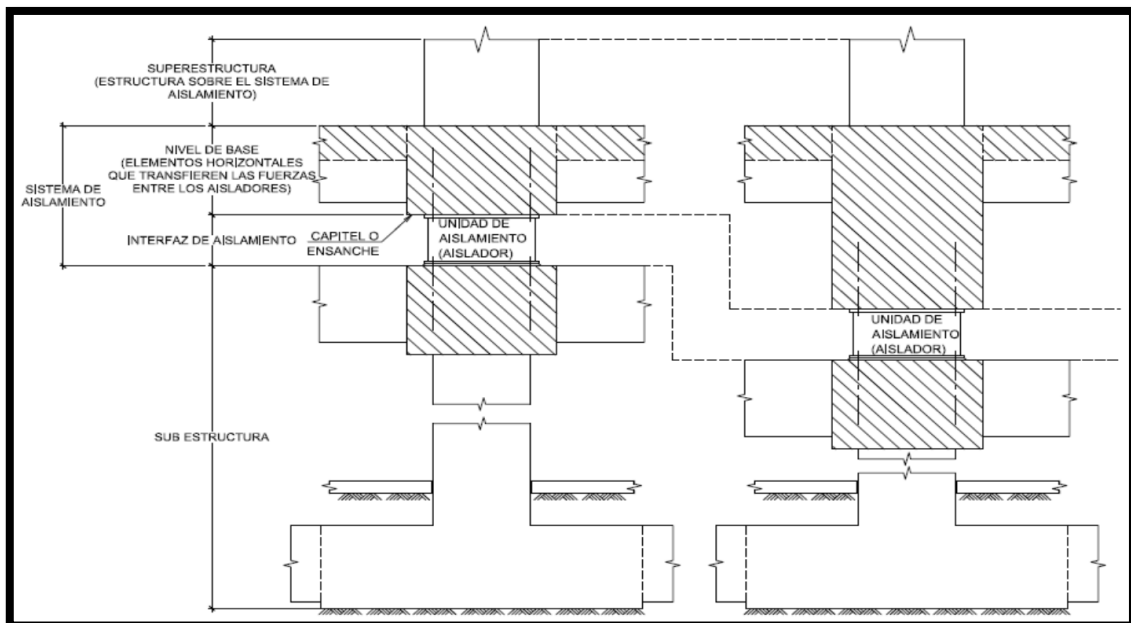 SUPERESTRUCTURA
(ESTRUCTURA SOBRE EL SISTEMA DE
AISLAMIENTO)
NIVEL DE BASE
(ELEMENTOS HORIZONTALES
QUE TRANSFIEREN LAS FUERZAS
ENTRE LOS AISLADORES)
SISTEMA DE
AISLAMIENTO
INTERFAZ DE AISLAMIENTO
CAPITEL O
ENSANCHE
UNIDAD DE
AISLAMIENTO
(AISLADOR)
UNIDAD DE
AISLAMIENTO
(AISLADOR)
SUB ESTRUCTURA